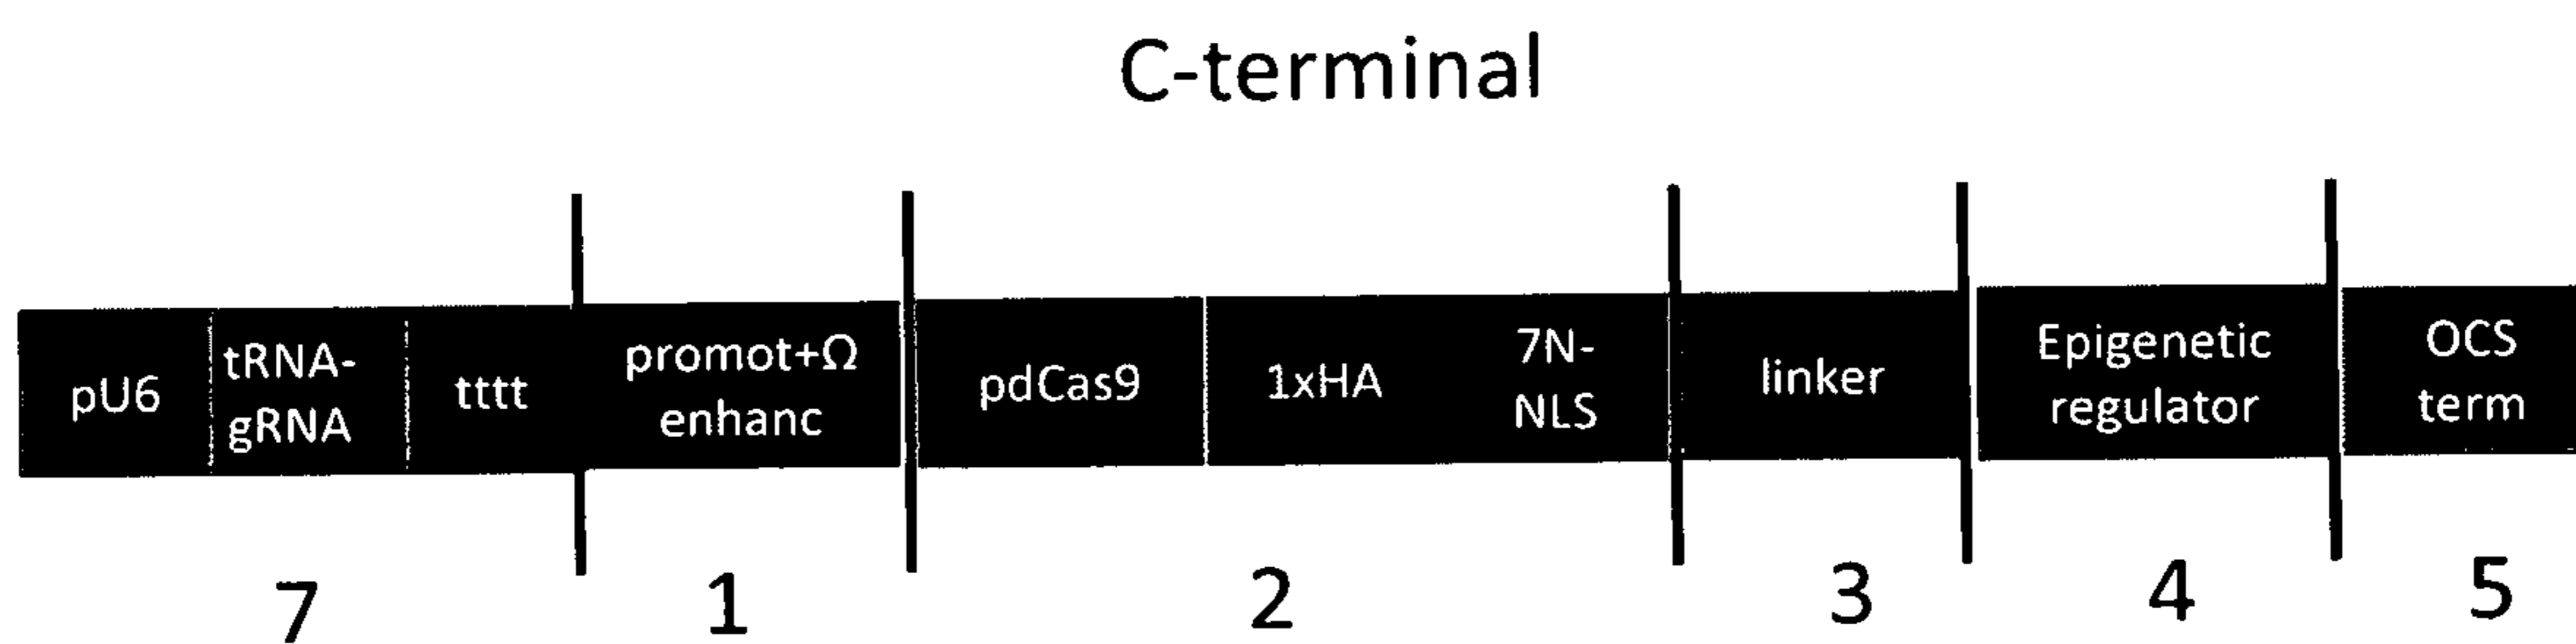 C-terminal
pU6
tRNA-
gRNA
tttt
promot+Ω
enhanc
pdCas9
1xHA
7N-
NLS
linker
Epigenetic
regulator
OCS
term
7
1
2
3
4
5